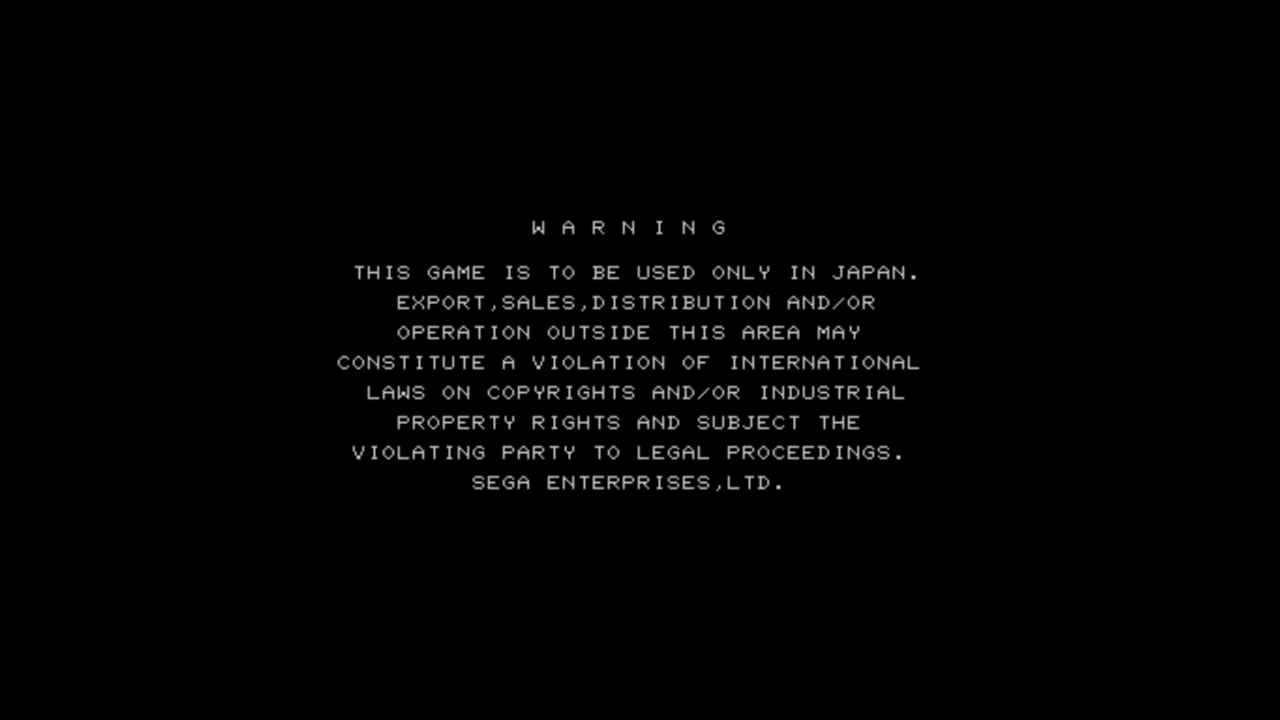 W A R N I N G
THIS GAME IS TO BE USED ONLY IN JAPAN.
EXPORT,SALES,DISTRIBUTION AND/OR
OPERATION OUTSIDE THIS AREA MAY
CONSTITUTE A VIOLATION OF INTERNATIONAL
LAWS ON COPYRIGHTS AND/OR INDUSTRIAL
PROPERTY RIGHTS AND SUBJECT THE
VIOLATING PARTY TO LEGAL PROCEEDINGS.
SEGA ENTERPRISES,LTD.